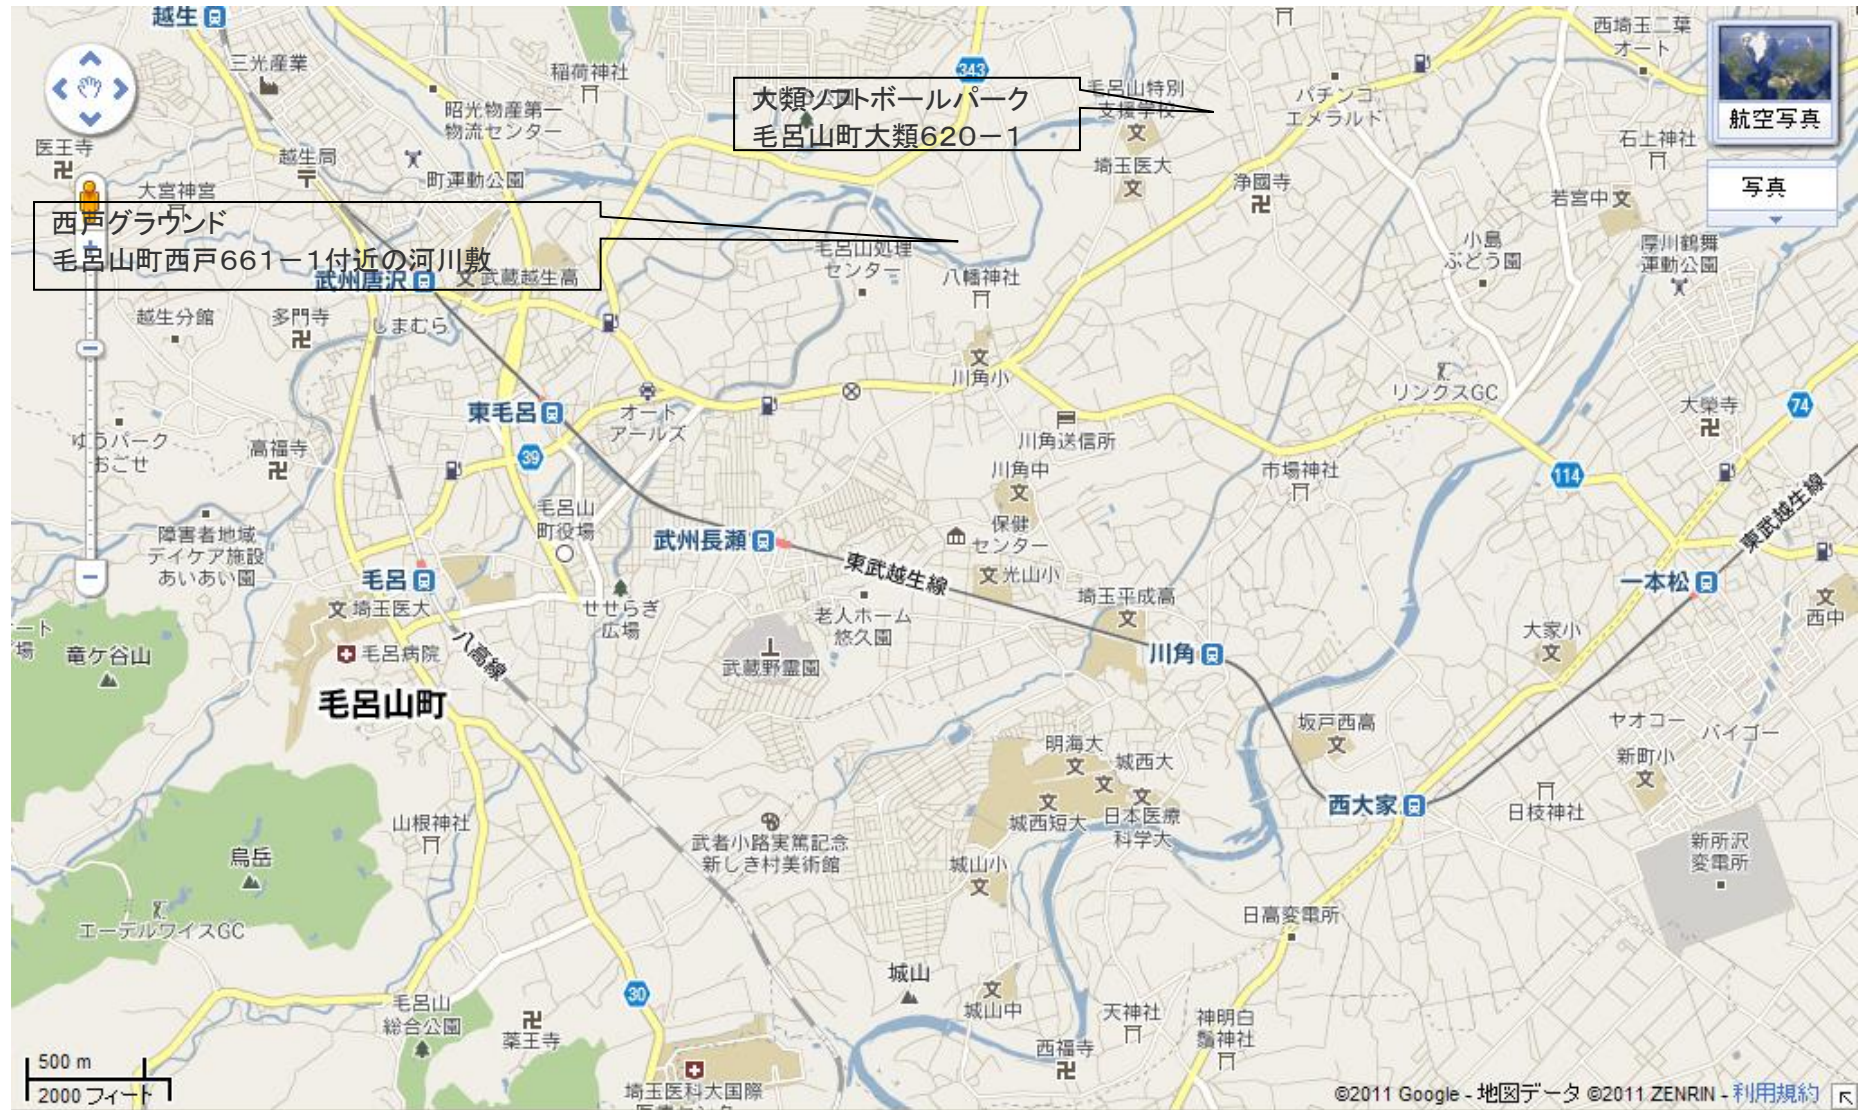 越生
三光産業
稲荷神社
343
西埼玉二葉
オート
昭光物産第一
物流センター
大類ソフトボールパーク
毛呂山町大類620－1
毛呂山特別
支援学校
パチンコ
エメラルド
航空写真
医王寺
越生局
石上神社
大宮神宮
町運動公園
埼玉医大
浄國寺
若宮中
写真
西戸グラウンド
毛呂山町西戸661－1付近の河川敷
毛呂山処理
センター
八幡神社
小島
ぶどう園
厚川鶴舞
運動公園
武州唐沢
武蔵越生高
越生分館
多門寺
しまむら
川角小
リンクスGC
東毛呂
オート
アールズ
大榮寺
74
ゆうパーク
おごせ
高福寺
39
川角送信所
川角中
市場神社
114
毛呂山
町役場
障害者地域
デイケア施設
あいあい園
武州長瀬
保健
センター
東武越生線
東武越生線
毛呂
光山小
一本松
埼玉医大
せせらぎ
広場
老人ホーム
悠久園
埼玉平成高
西中
ート
場
竜ケ谷山
毛呂病院
八高線
武蔵野霊園
川角
大家小
毛呂山町
明海大
城西大
坂戸西高
ヤオコー
バイゴー
新町小
山根神社
武者小路実篤記念
新しき村美術館
城西短大
日本医療
科学大
西大家
日枝神社
烏岳
城山小
新所沢
変電所
エーデルワイスGC
日高変電所
城山
毛呂山
総合公園
薬王寺
30
城山中
天神社
神明白
鬚神社
西福寺
500 m
2000 フィート
埼玉医科大国際
©2011 Google - 地図データ ©2011 ZENRIN - 利用規約